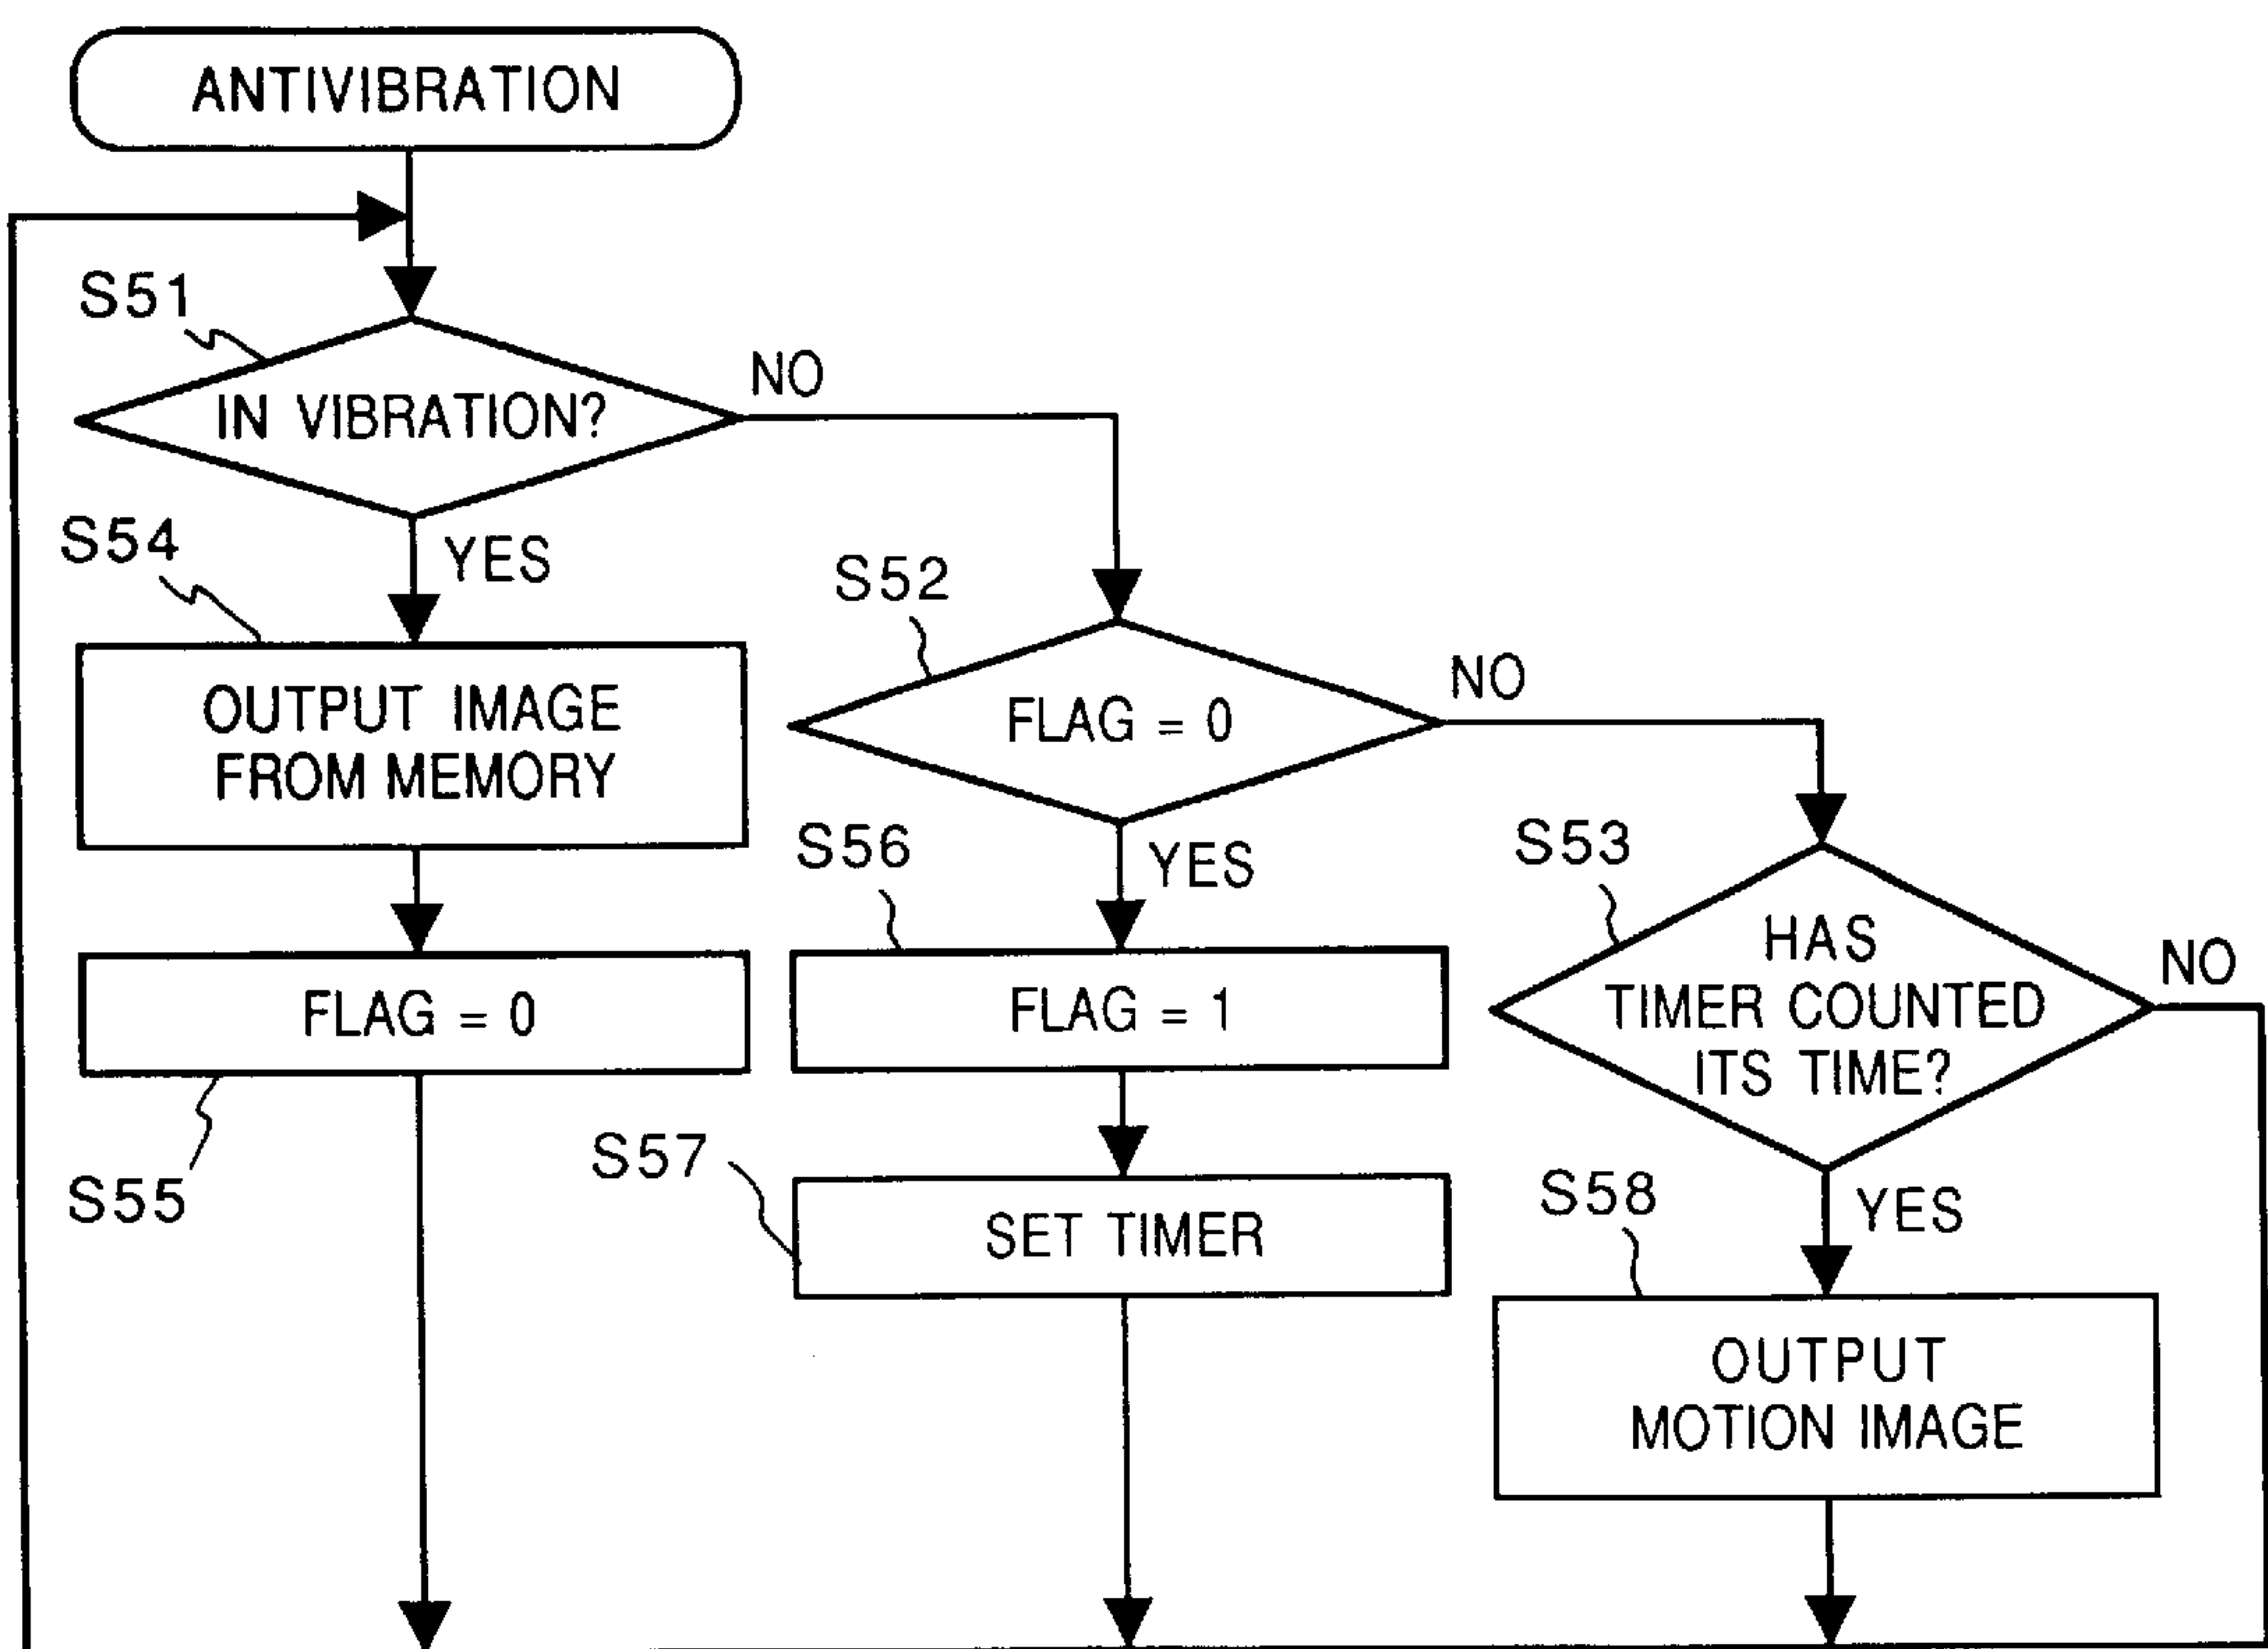 ANTIVIBRATION
S51
IN VIBRATION?
NO
YES
S54
OUTPUT IMAGE
FROM MEMORY
FLAG = 0
S55
S52
FLAG = 0
NO
YES
S56
FLAG = 1
S57
SET TIMER
S53
HAS
TIMER COUNTED
ITS TIME?
NO
YES
S58
OUTPUT
MOTION IMAGE